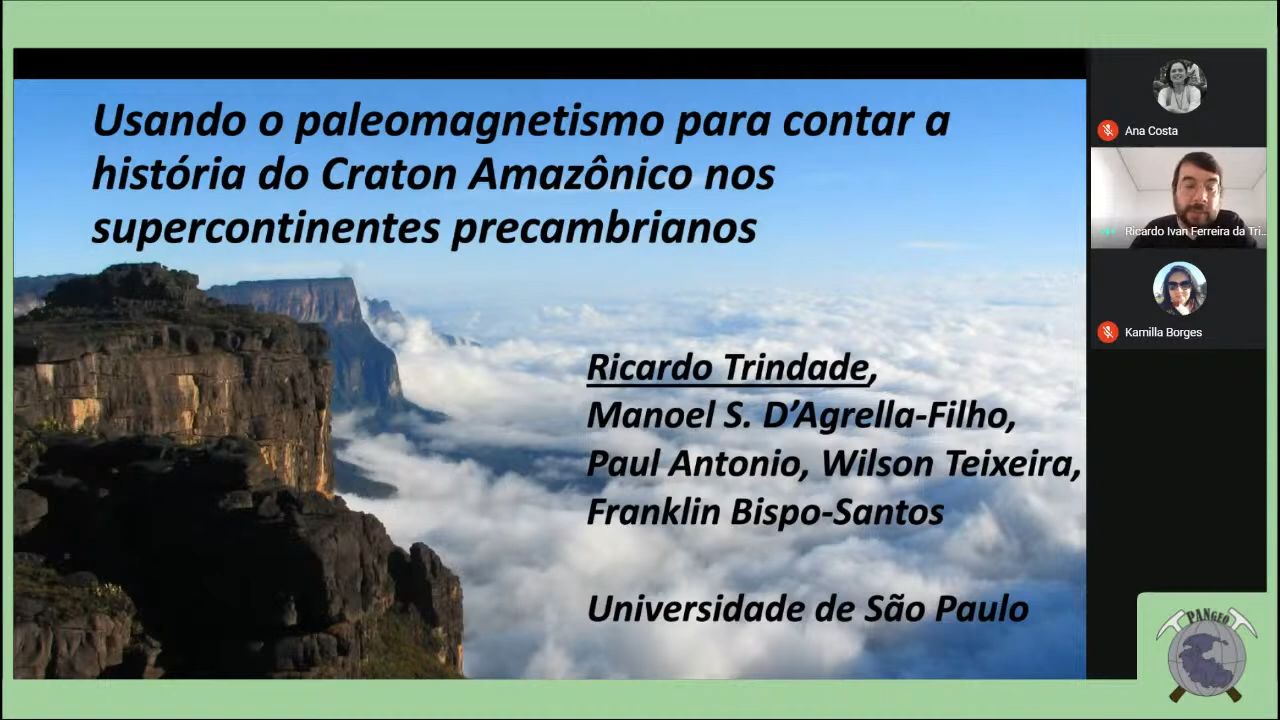 Usando o paleomagnetismo para contar a
história do Craton Amazônico nos
supercontinentes precambrianos
Ricardo Trindade,
Manoel S. D'Agrella-Filho,
Paul Antonio, Wilson Teixeira,
Franklin Bispo-Santos
Universidade de São Paulo
Ana Costa
Ricardo Ivan Ferreira da Tri...
Kamilla Borges
PANGEO